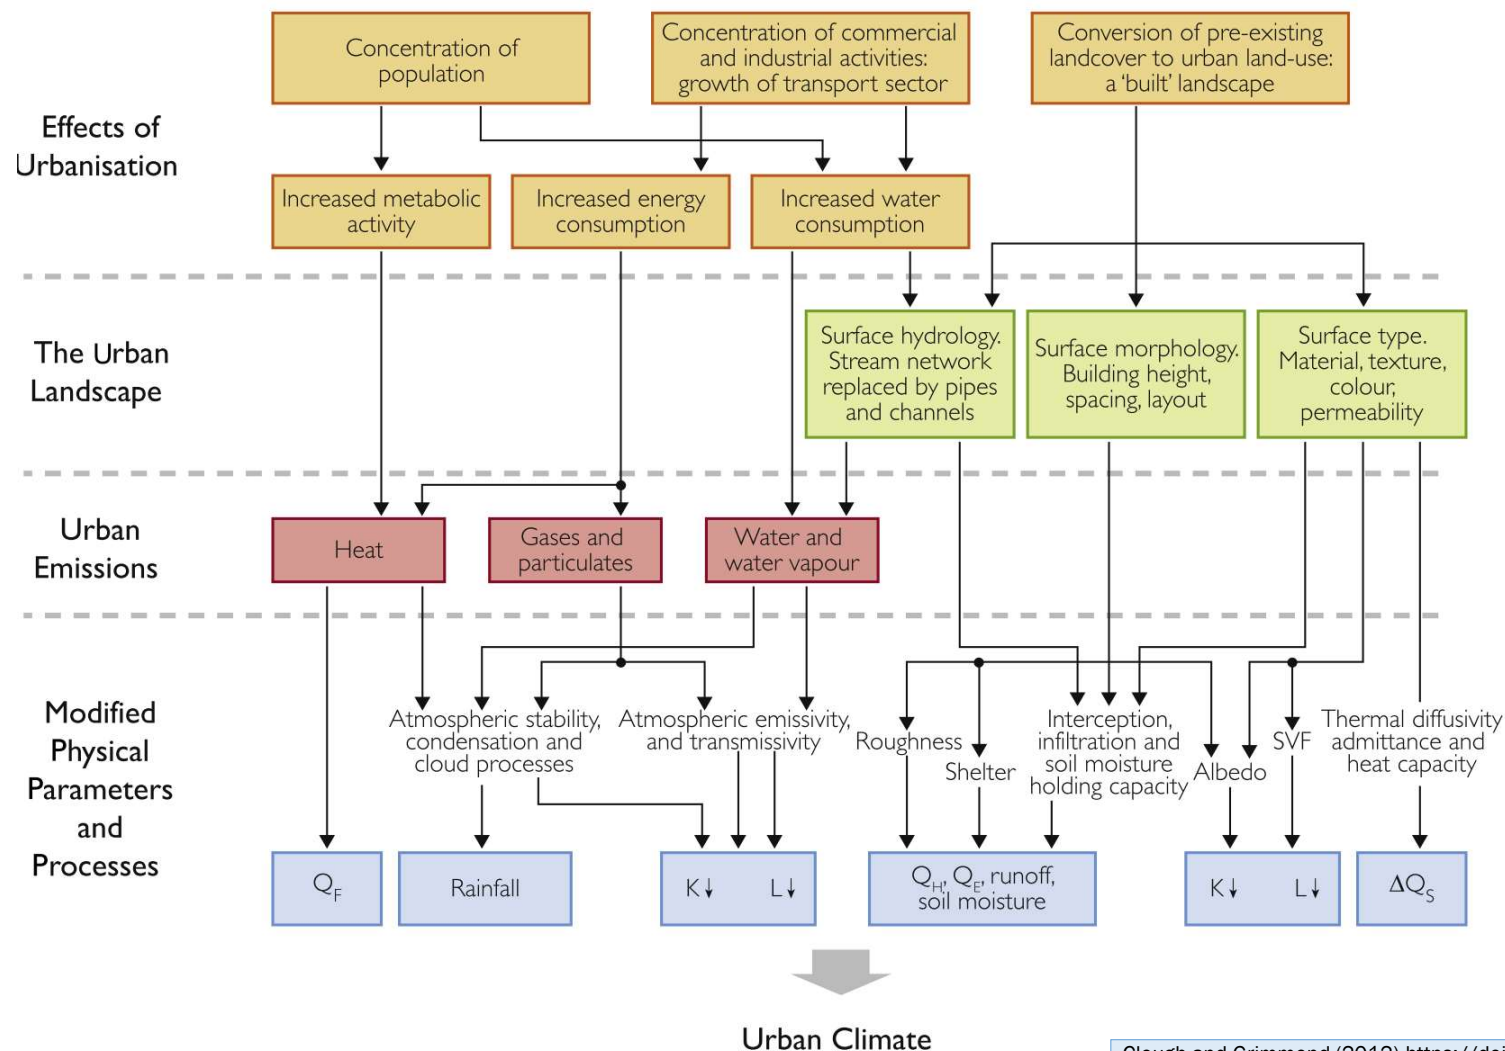 Concentration of
population
Concentration of commercial
and industrial activities:
growth of transport sector
Conversion of pre-existing
landcover to urban land-use:
a ‘built’ landscape
Effects of
Urbanisation
Increased metabolic
activity
Increased energy
consumption
Increased water
consumption
The Urban
Landscape
Surface hydrology.
Stream network
replaced by pipes
and channels
Surface morphology.
Building height,
spacing, layout
Surface type.
Material, texture,
colour,
permeability
Urban
Emissions
Heat
Gases and
particulates
Water and
water vapour
Modified
Physical
Parameters
and
Processes
Atmospheric stability,
condensation and
cloud processes
Atmospheric emissivity,
and transmissivity
Roughness
Shelter
Interception,
infiltration and
soil moisture
holding capacity
Albedo
SVF
Thermal diffusivity
admittance and
heat capacity
Q_F
Rainfall
K↓ L↓
Q_H, Q_E, runoff,
soil moisture
K↓ L↓
ΔQ_S
Urban Climate